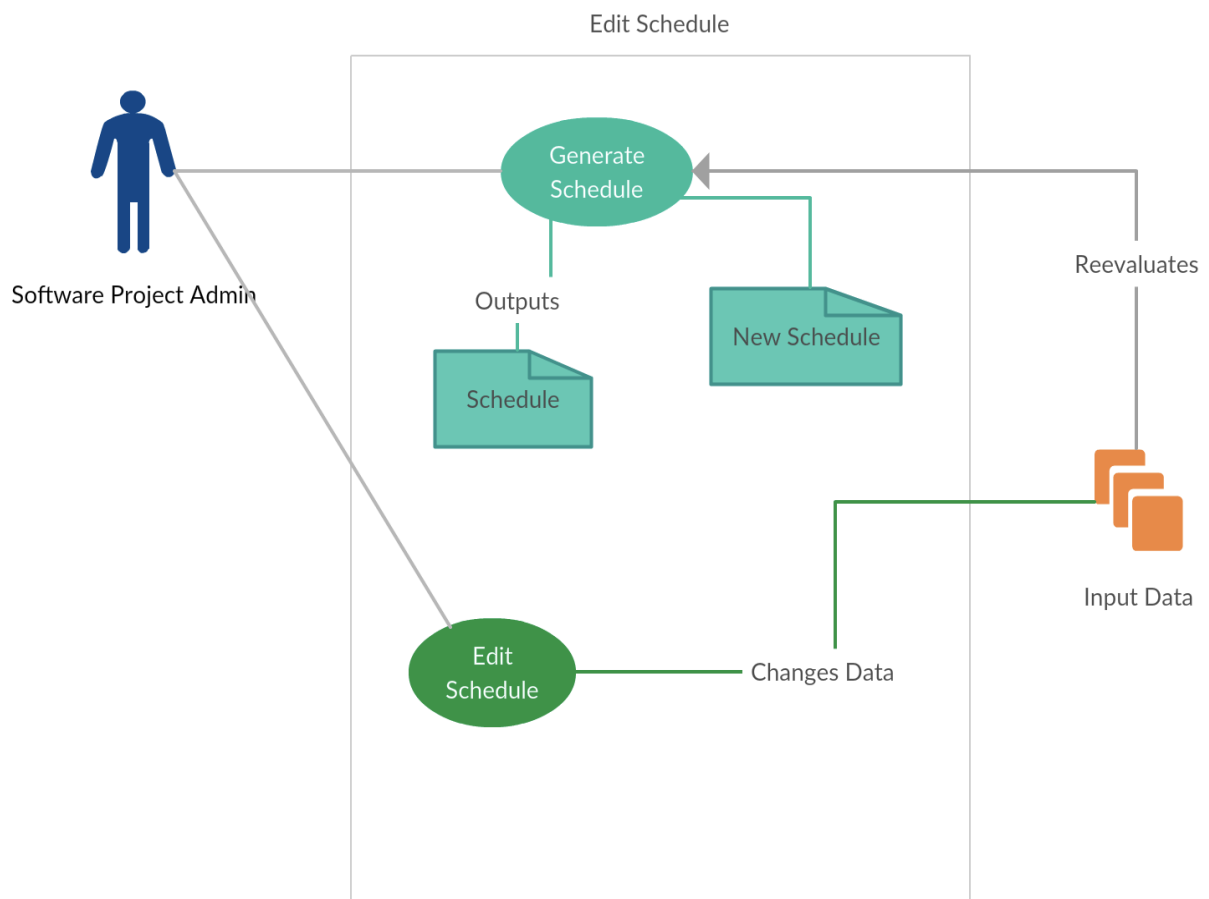 Edit Schedule
Generate
Schedule
Reevaluates
Software Project Admin
Outputs
New Schedule
Schedule
Input Data
Edit
Schedule
Changes Data